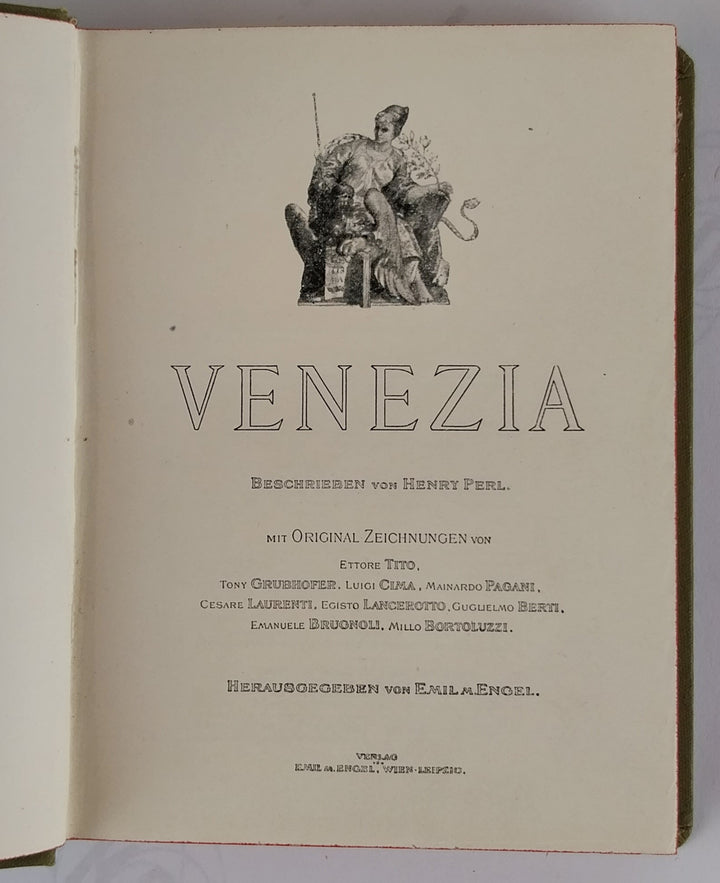 VENEZIA
BESCHRIEBEN VON HENRY PERL.
MIT ORIGINAL ZEICHNUNGEN VON
ETTORE TITO,
TONY GRUBHOFER, LUIGI CIMA, MAINARDO PAGANI,
CESARE LAURENTI, EGISTO LANCEROTTO, GUGLIELMO BERTI,
EMANUELE BRUGNOLI, MILLO BORTOLUZZI.
HERAUSGEGEBEN VON EMIL M. ENGEL.
VERLAG
EMIL M. ENGEL, WIEN-LEIPZIG.